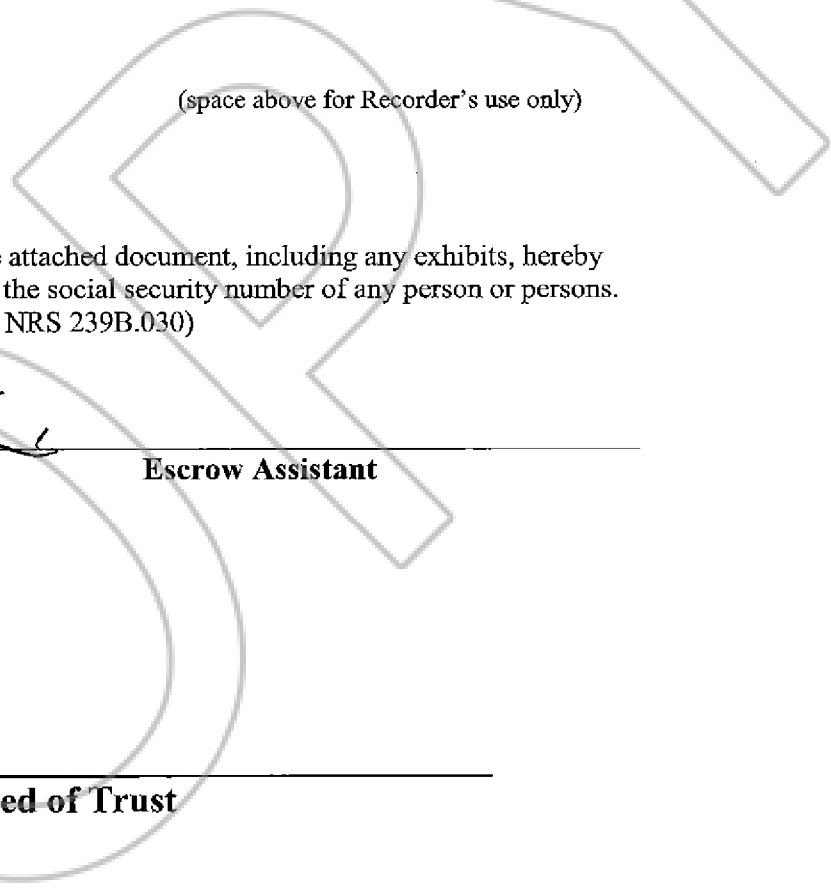 (space above for Recorder's use only)
attached document, including any exhibits, hereby
the social security number of any person or persons.
NRS 239B.030)
Escrow Assistant
ed of Trust